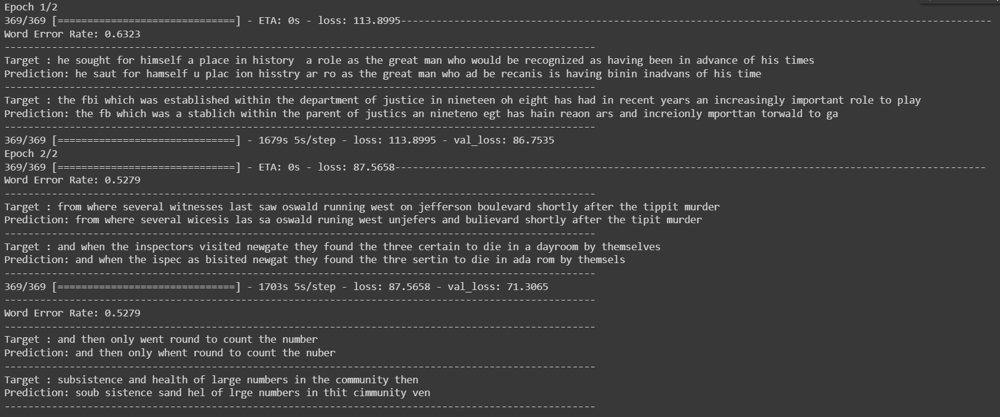 Epoch 1/2
369/369 [==============================] - ETA: 0s - loss: 113.8995----------------------------------------------------------------------------------------------------
Word Error Rate: 0.6323
----------------------------------------------------------------------------------------------------
Target : he sought for himself a place in history  a role as the great man who would be recognized as having been in advance of his times
Prediction: he saut for hamself u plac ion hisstry ar ro as the great man who ad be recanis is having binin inadvans of his time
----------------------------------------------------------------------------------------------------
Target : the fbi which was established within the department of justice in nineteen oh eight has had in recent years an increasingly important role to play
Prediction: the fb which was a stablich within the parent of justics an nineteno egt has hain reaon ars and increionly mporttan torwald to ga
----------------------------------------------------------------------------------------------------
369/369 [==============================] - 1679s 5s/step - loss: 113.8995 - val_loss: 86.7535
Epoch 2/2
369/369 [==============================] - ETA: 0s - loss: 87.5658----------------------------------------------------------------------------------------------------
Word Error Rate: 0.5279
----------------------------------------------------------------------------------------------------
Target : from where several witnesses last saw oswald running west on jefferson boulevard shortly after the tippit murder
Prediction: from where several wicesis las sa oswald runing west unjefers and bulievard shortly after the tipit murder
----------------------------------------------------------------------------------------------------
Target : and when the inspectors visited newgate they found the three certain to die in a dayroom by themselves
Prediction: and when the ispec as bisited newgat they found the thre sertin to die in ada rom by themsels
----------------------------------------------------------------------------------------------------
369/369 [==============================] - 1703s 5s/step - loss: 87.5658 - val_loss: 71.3065
----------------------------------------------------------------------------------------------------
Word Error Rate: 0.5279
----------------------------------------------------------------------------------------------------
Target : and then only went round to count the number
Prediction: and then only whent round to count the nuber
----------------------------------------------------------------------------------------------------
Target : subsistence and health of large numbers in the community then
Prediction: soub sistence sand hel of lrge numbers in thit cimmunity ven
----------------------------------------------------------------------------------------------------